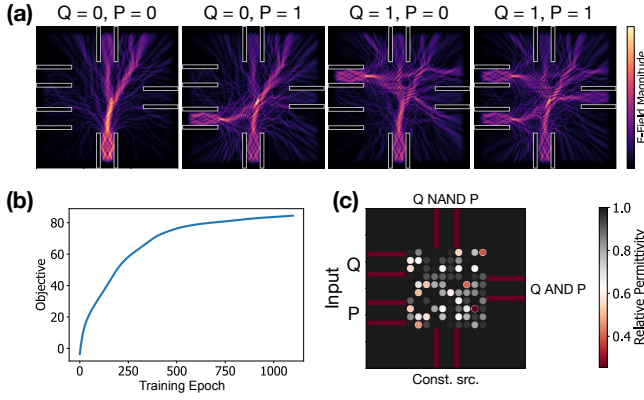 (a)
Q = 0, P = 0
Q = 0, P = 1
Q = 1, P = 0
Q = 1, P = 1
E-Field Magnitude
(b)
Objective
80
60
40
20
0
0
250
500
750
1000
Training Epoch
(c)
Q NAND P
Input
Q
P
Q AND P
Const. src.
1.0
0.8
0.6
0.4
Relative Permittivity